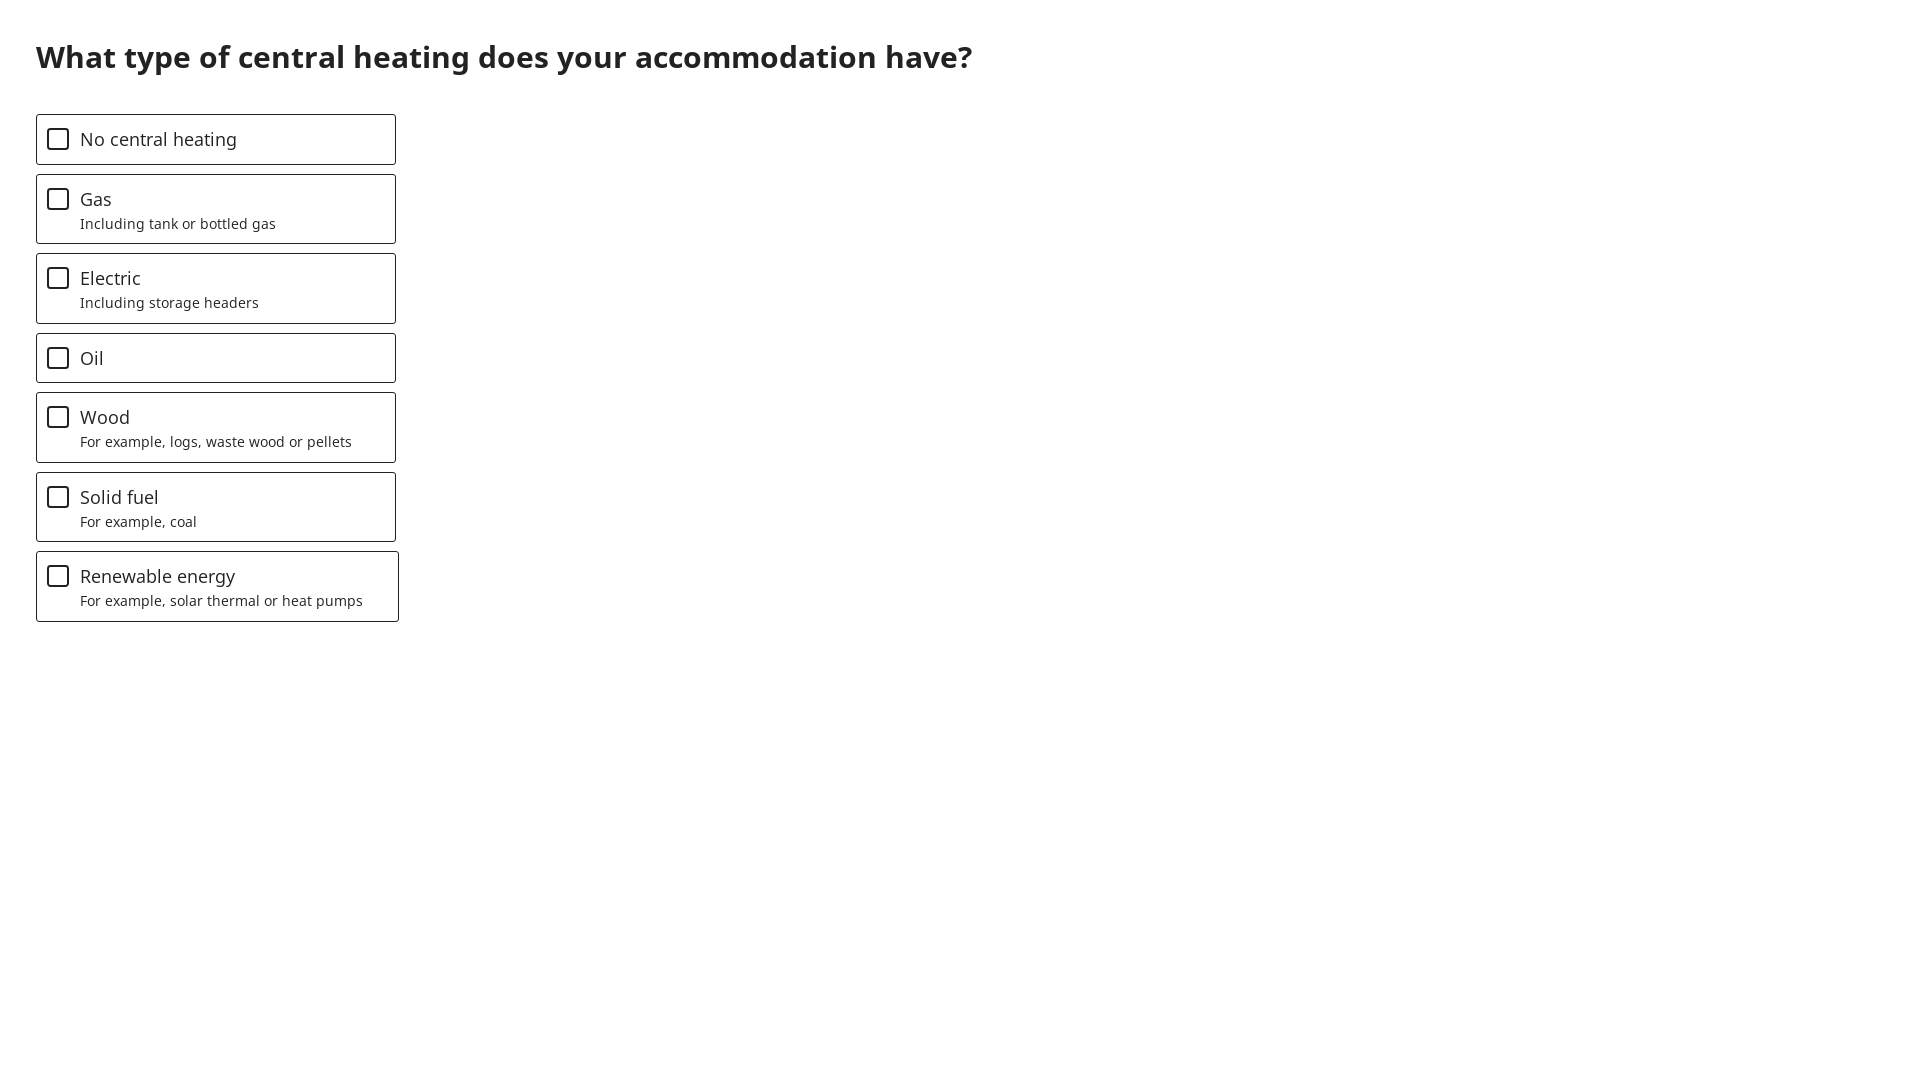 What type of central heating does your accommodation have?
No central heating
Gas
Including tank or bottled gas
Electric
Including storage headers
Oil
Wood
For example, logs, waste wood or pellets
Solid fuel
For example, coal
Renewable energy
For example, solar thermal or heat pumps